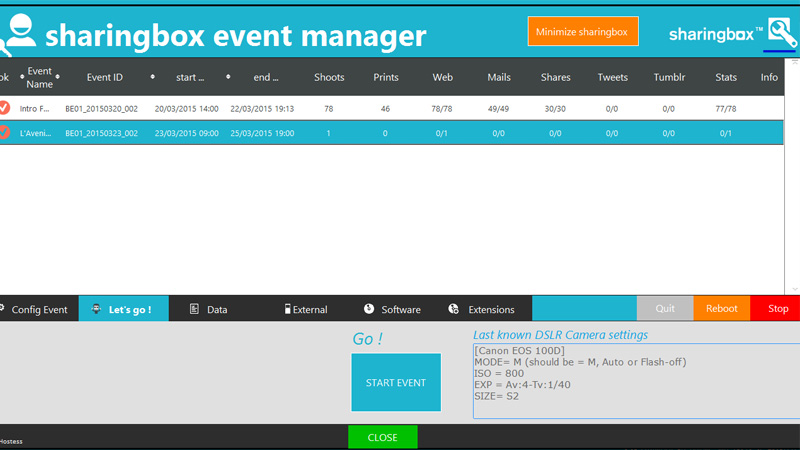 sharingbox event manager
Minimize sharingbox
sharingbox™
ok Event Name Event ID start ... end ... Shoots Prints Web Mails Shares Tweets Tumblr Stats Info
Intro F... BE01_20150320_002 20/03/2015 14:00 22/03/2015 19:13 78 46 78/78 49/49 30/30 0/0 0/0 77/78
L'Aveni... BE01_20150323_002 23/03/2015 09:00 25/03/2015 19:00 1 0 0/1 0/0 0/0 0/0 0/0 0/1
Config Event Let's go ! Data External Software Extensions Quit Reboot Stop
Go !
START EVENT
Last known DSLR Camera settings
[Canon EOS 100D]
MODE= M (should be = M, Auto or Flash-off)
ISO = 800
EXP = Av:4-Tv:1/40
SIZE= S2
Hostess
CLOSE